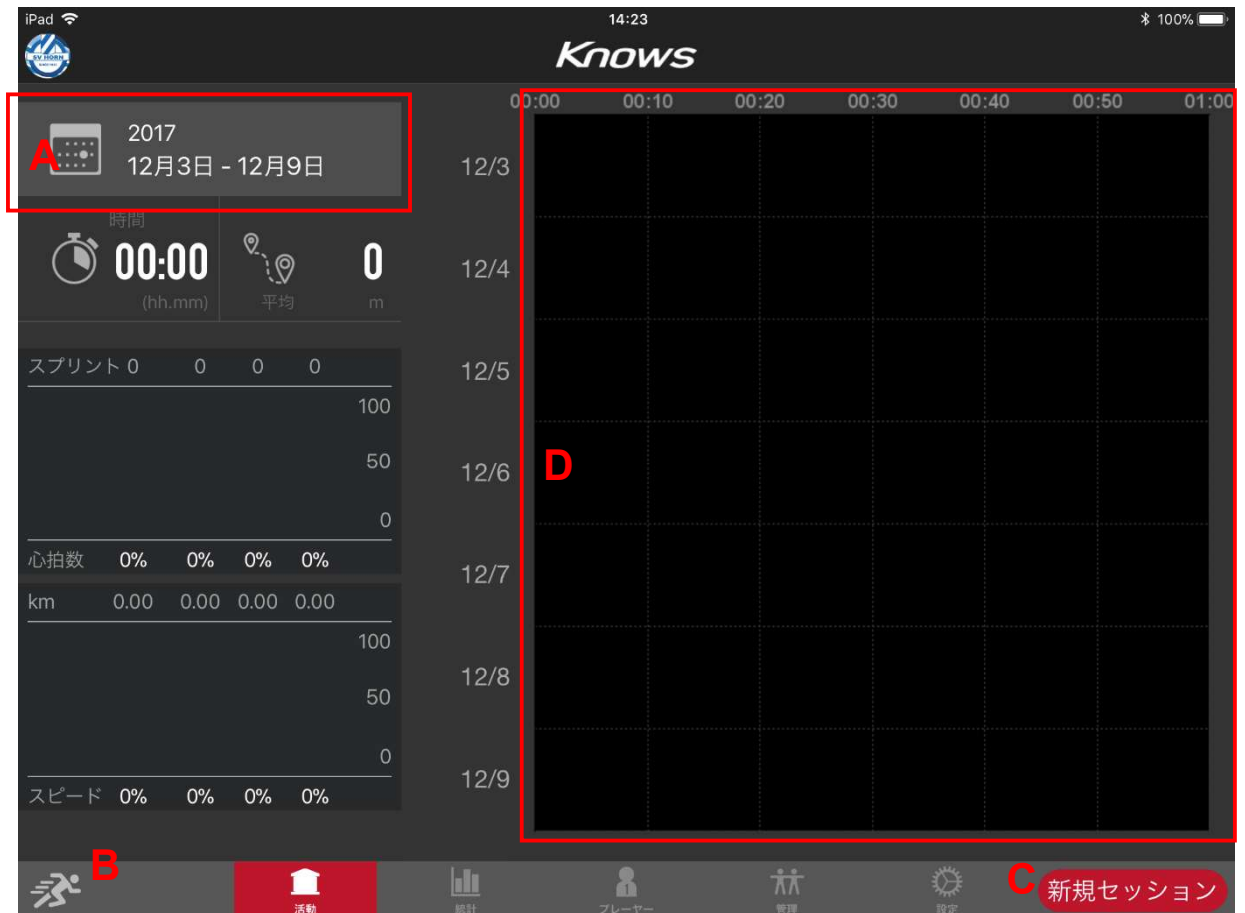 iPad 14:23 100%
SV HORN
Knows
00:00 00:10 00:20 00:30 00:40 00:50 01:00
A
2017
12月3日 - 12月9日
時間
00:00
(hh.mm)
0
平均 m
スプリント 0 0 0 0
100
50
0
心拍数 0% 0% 0% 0%
km 0.00 0.00 0.00 0.00
100
50
0
スピード 0% 0% 0% 0%
12/3
12/4
12/5
12/6
12/7
12/8
12/9
D
B
活動
統計
プレーヤー
管理
設定
C
新規セッション